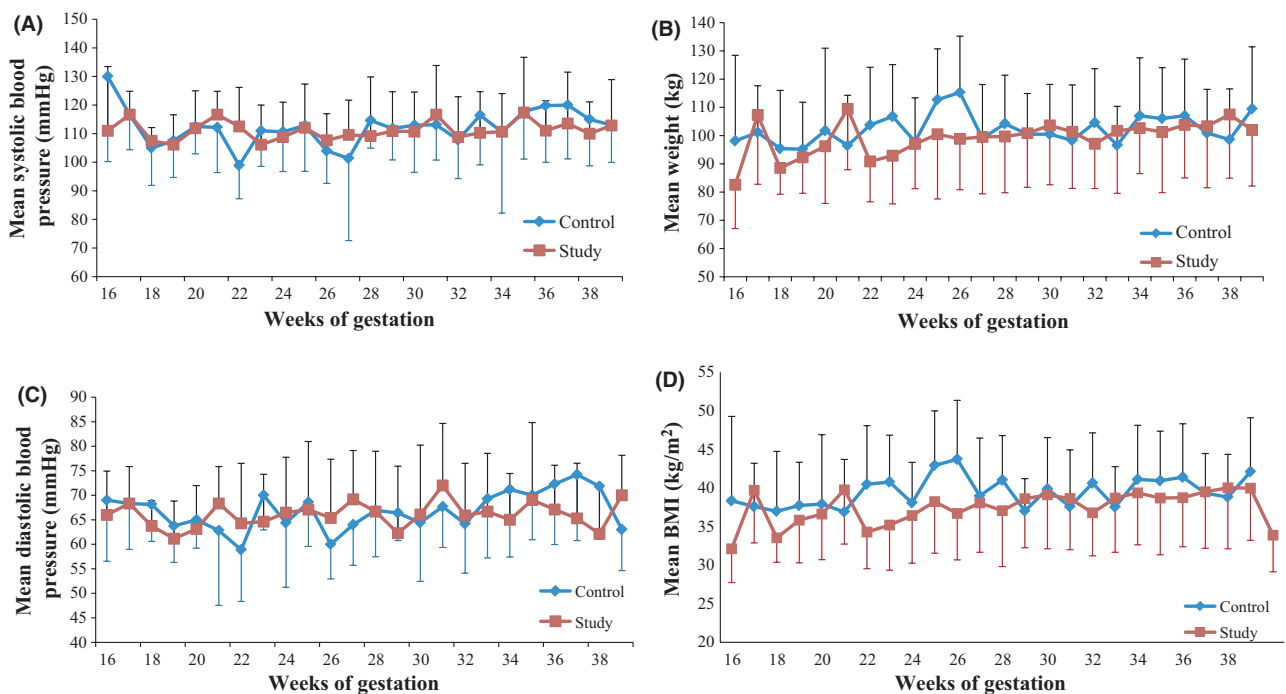 (A)
Mean systolic blood
pressure (mmHg)
150
140
130
120
110
100
90
80
70
60
16 18 20 22 24 26 28 30 32 34 36 38
Weeks of gestation
Control
Study
(B)
Mean weight (kg)
140
130
120
110
100
90
80
70
60
50
16 18 20 22 24 26 28 30 32 34 36 38
Weeks of gestation
Control
Study
(C)
Mean diastolic blood
pressure (mmHg)
90
85
80
75
70
65
60
55
50
45
40
16 18 20 22 24 26 28 30 32 34 36 38
Weeks of gestation
Control
Study
(D)
Mean BMI (kg/m²)
55
50
45
40
35
30
25
20
16 18 20 22 24 26 28 30 32 34 36 38
Weeks of gestation
Control
Study